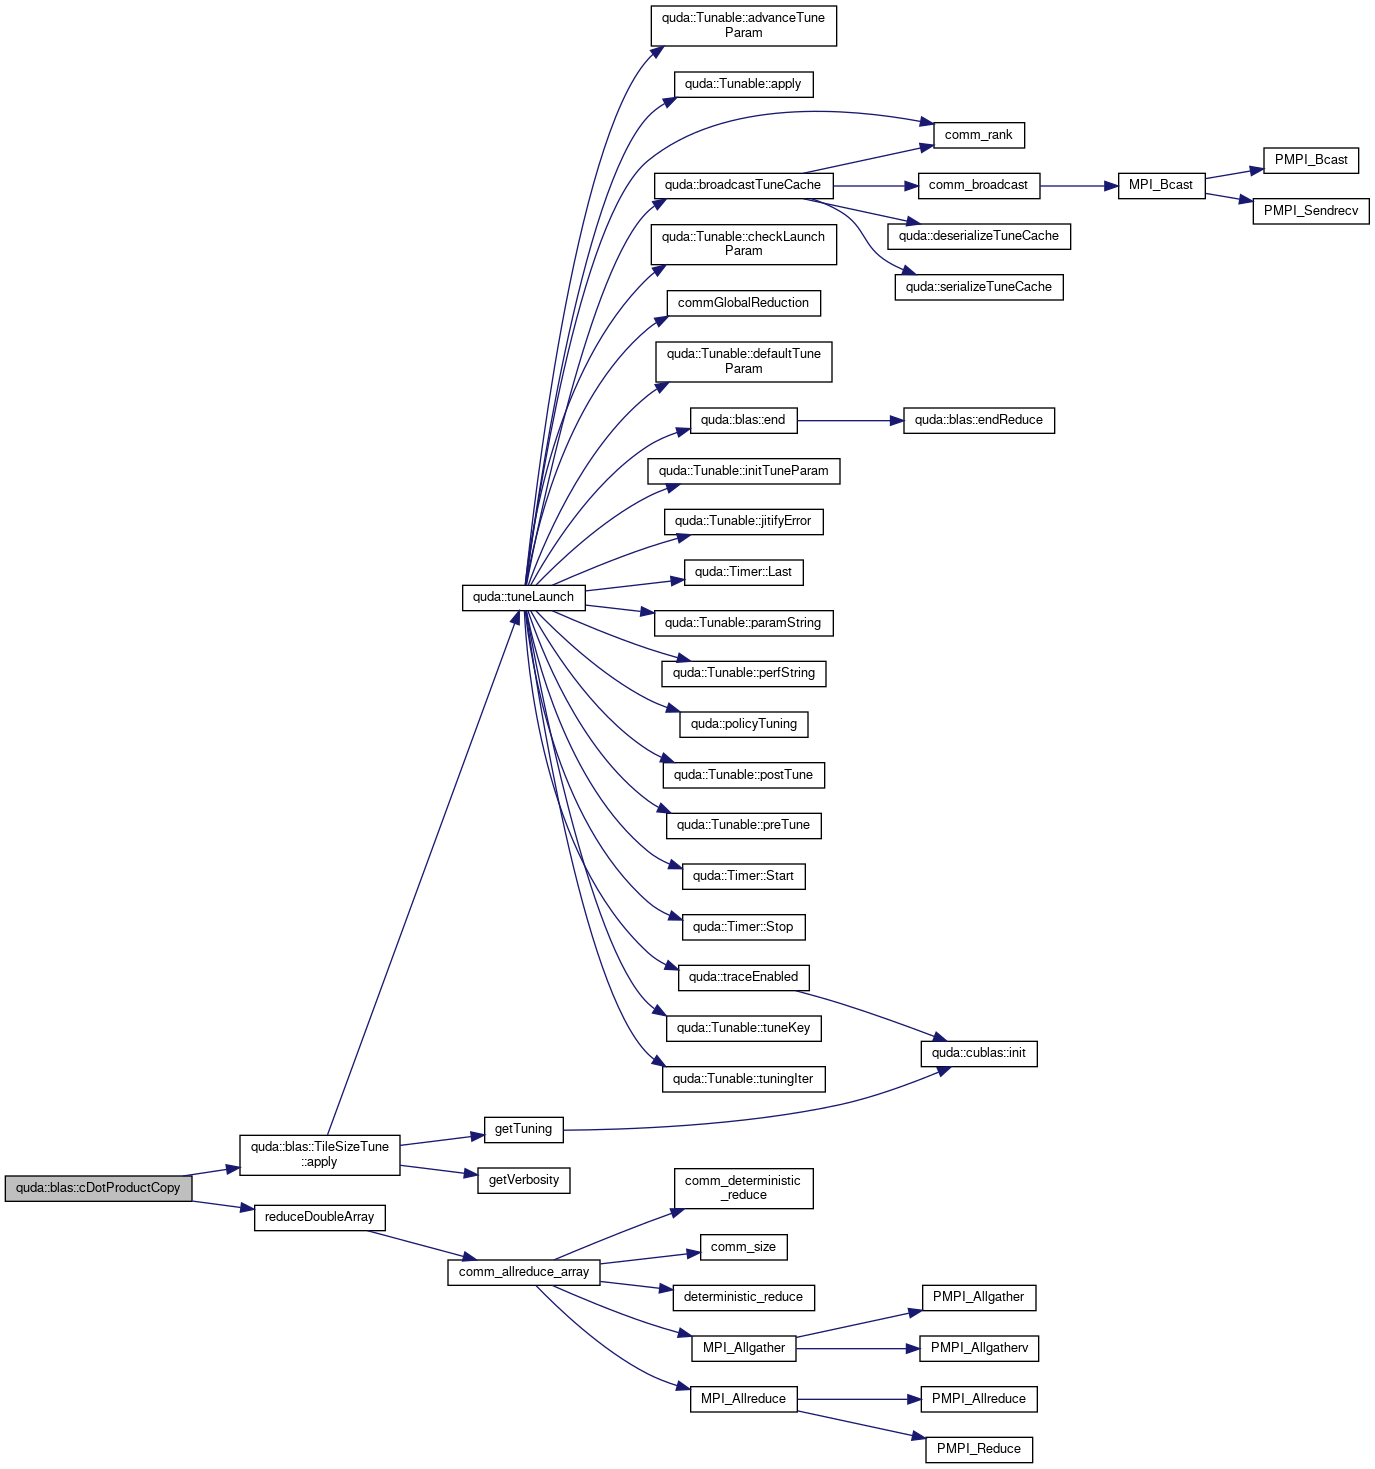 quda::Tunable::advanceTune
Param
quda::Tunable::apply
comm_rank
PMPI_Bcast
quda::broadcastTuneCache
comm_broadcast
MPI_Bcast
PMPI_Sendrecv
quda::Tunable::checkLaunch
Param
quda::deserializeTuneCache
quda::serializeTuneCache
commGlobalReduction
quda::Tunable::defaultTune
Param
quda::blas::end
quda::blas::endReduce
quda::Tunable::initTuneParam
quda::Tunable::jitifyError
quda::Timer::Last
quda::tuneLaunch
quda::Tunable::paramString
quda::Tunable::perfString
quda::policyTuning
quda::Tunable::postTune
quda::Tunable::preTune
quda::Timer::Start
quda::Timer::Stop
quda::traceEnabled
quda::Tunable::tuneKey
quda::cublas::init
quda::Tunable::tuningIter
getTuning
quda::blas::TileSizeTune
::apply
getVerbosity
quda::blas::cDotProductCopy
reduceDoubleArray
comm_deterministic
_reduce
comm_size
comm_allreduce_array
deterministic_reduce
PMPI_Allgather
MPI_Allgather
PMPI_Allgatherv
MPI_Allreduce
PMPI_Allreduce
PMPI_Reduce